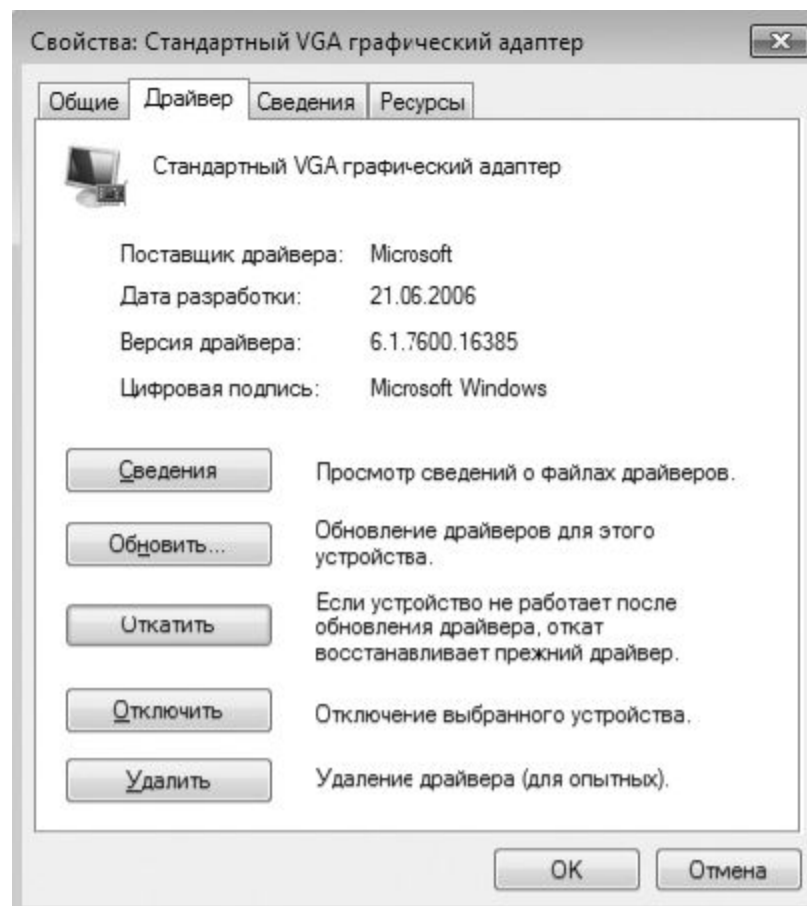 Свойства: Стандартный VGA графический адаптер
Общие Драйвер Сведения Ресурсы
Стандартный VGA графический адаптер
Поставщик драйвера: Microsoft
Дата разработки: 21.06.2006
Версия драйвера: 6.1.7600.16385
Цифровая подпись: Microsoft Windows
Сведения Просмотр сведений о файлах драйверов.
Обновить... Обновление драйверов для этого
устройства.
Откатить Если устройство не работает после
обновления драйвера, откат
восстанавливает прежний драйвер.
Отключить Отключение выбранного устройства.
Удалить Удаление драйвера (для опытных).
OK Отмена